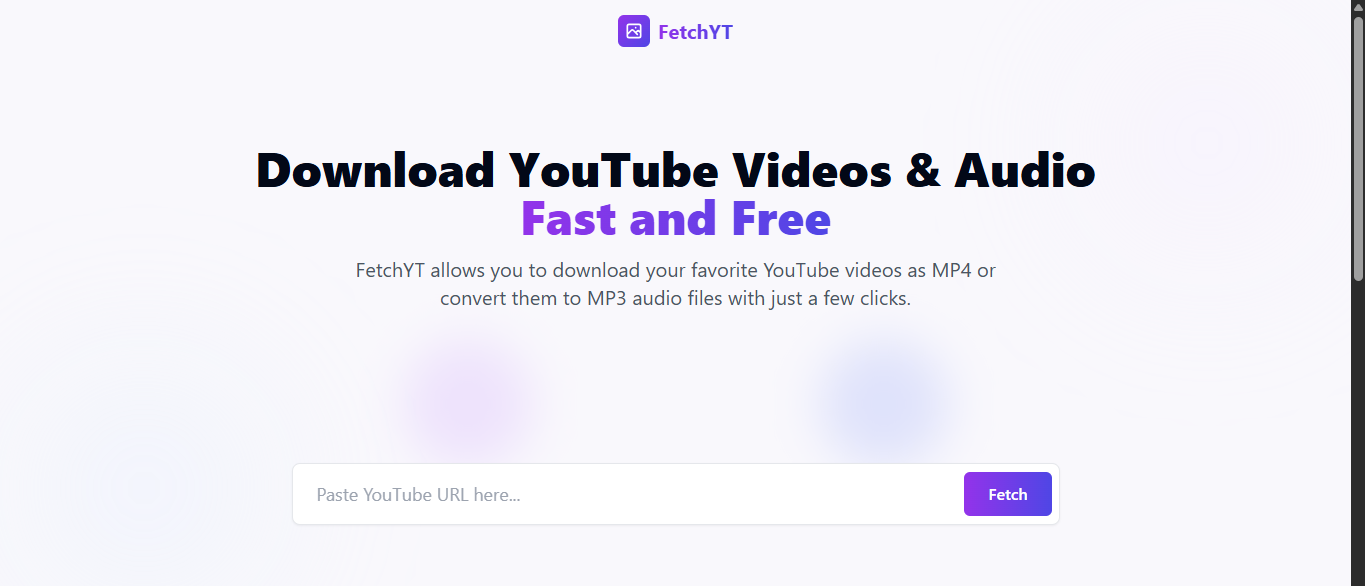 FetchYT
Download YouTube Videos & Audio
Fast and Free
FetchYT allows you to download your favorite YouTube videos as MP4 or
convert them to MP3 audio files with just a few clicks.
Paste YouTube URL here...
Fetch